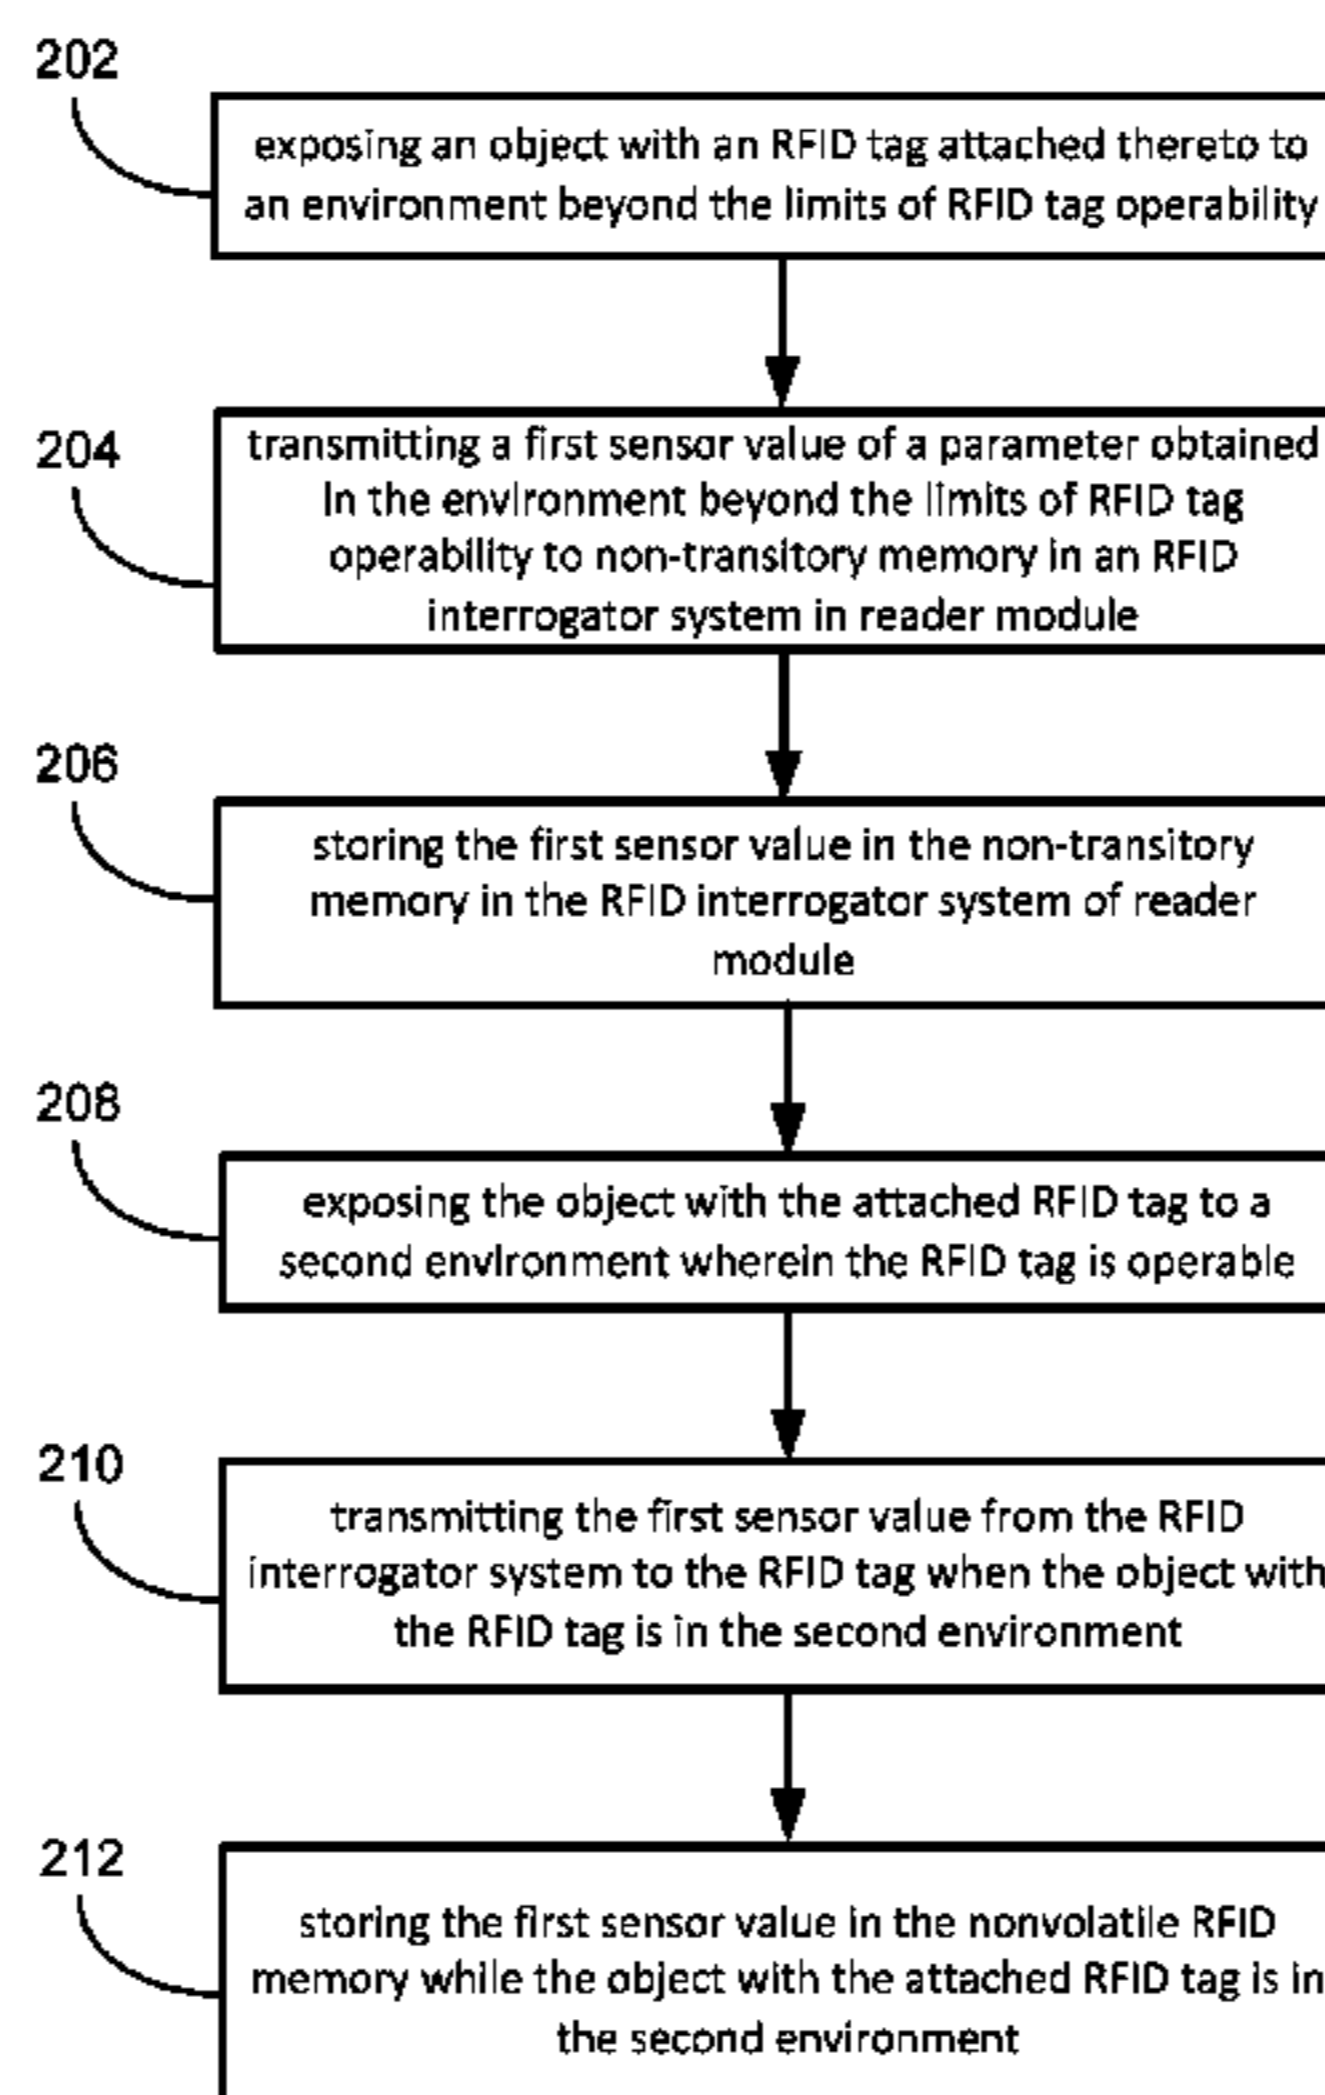 202
exposing an object with an RFID tag attached thereto to
an environment beyond the limits of RFID tag operability
204
transmitting a first sensor value of a parameter obtained
in the environment beyond the limits of RFID tag
operability to non-transitory memory in an RFID
interrogator system in reader module
206
storing the first sensor value in the non-transitory
memory in the RFID interrogator system of reader
module
208
exposing the object with the attached RFID tag to a
second environment wherein the RFID tag is operable
210
transmitting the first sensor value from the RFID
interrogator system to the RFID tag when the object with
the RFID tag is in the second environment
212
storing the first sensor value in the nonvolatile RFID
memory while the object with the attached RFID tag is in
the second environment